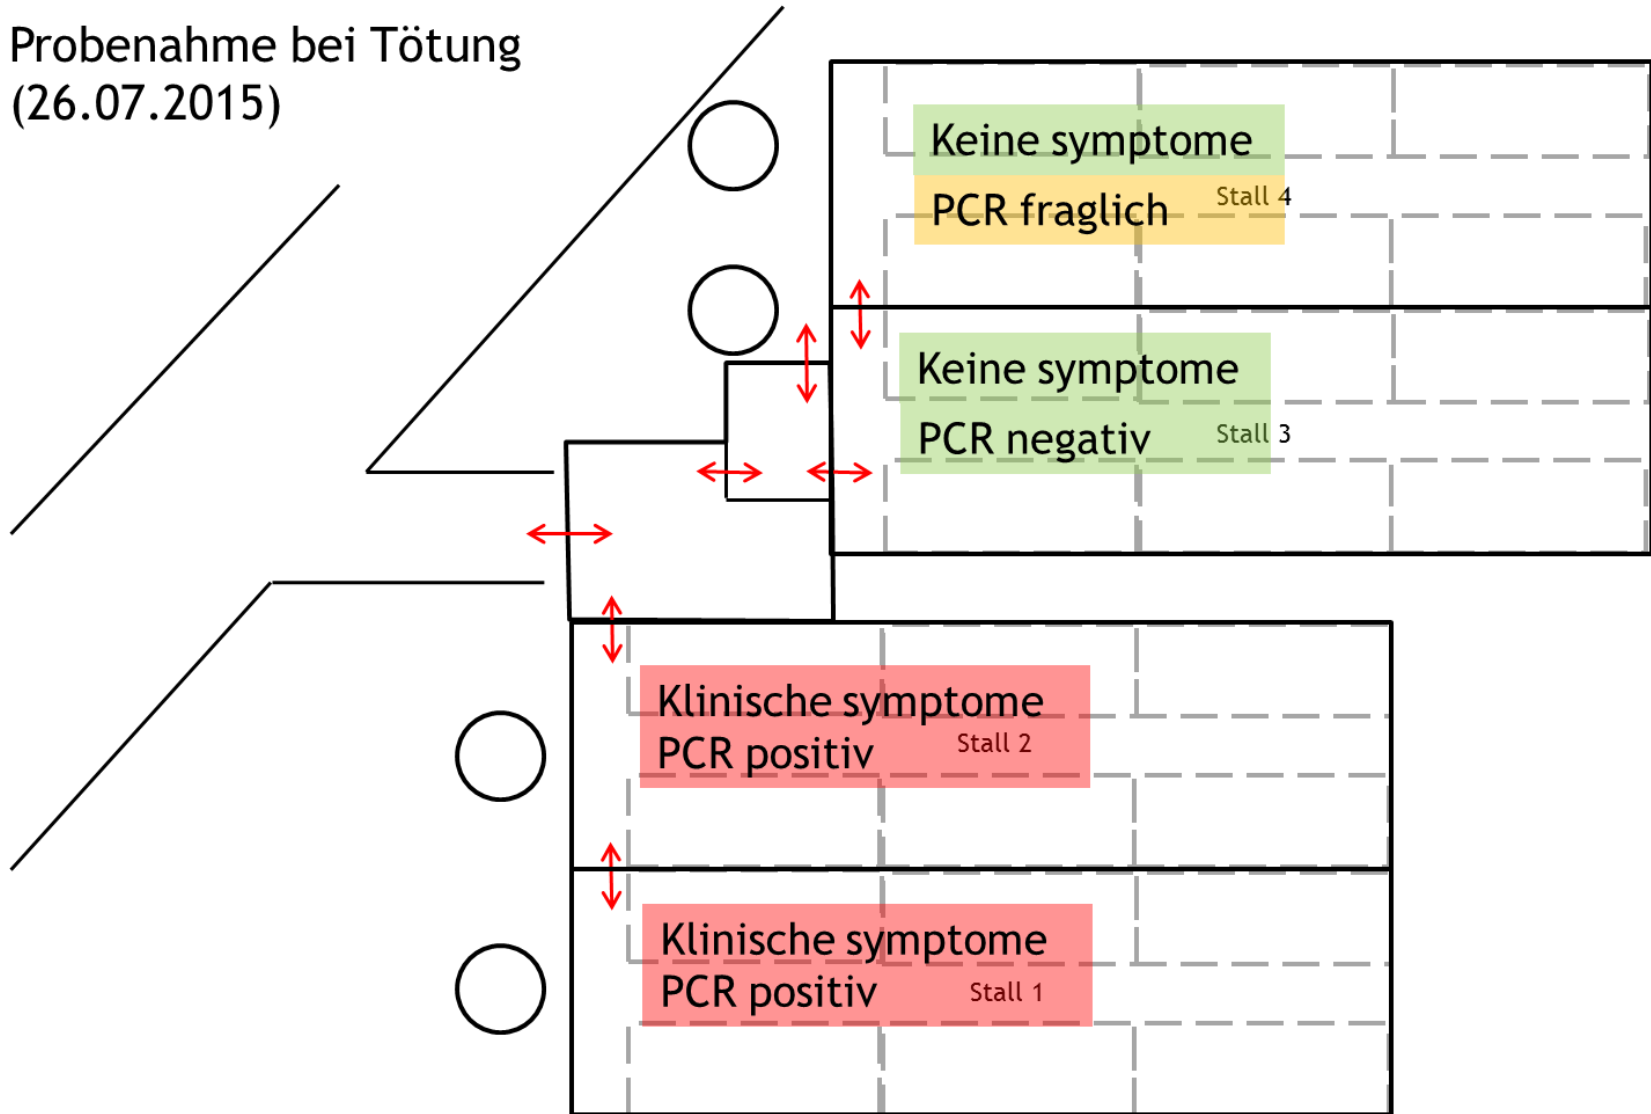 Probenahme bei Tötung
(26.07.2015)
Keine symptome
PCR fraglich
Stall 4
Keine symptome
PCR negativ
Stall 3
Klinische symptome
PCR positiv
Stall 2
Klinische symptome
PCR positiv
Stall 1